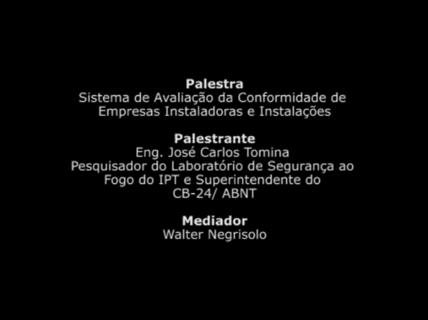 Palestra
Sistema de Avaliação da Conformidade de
Empresas Instaladoras e Instalações
Palestrante
Eng. José Carlos Tomina
Pesquisador do Laboratório de Segurança ao
Fogo do IPT e Superintendente do
CB-24/ ABNT
Mediador
Walter Negrisolo